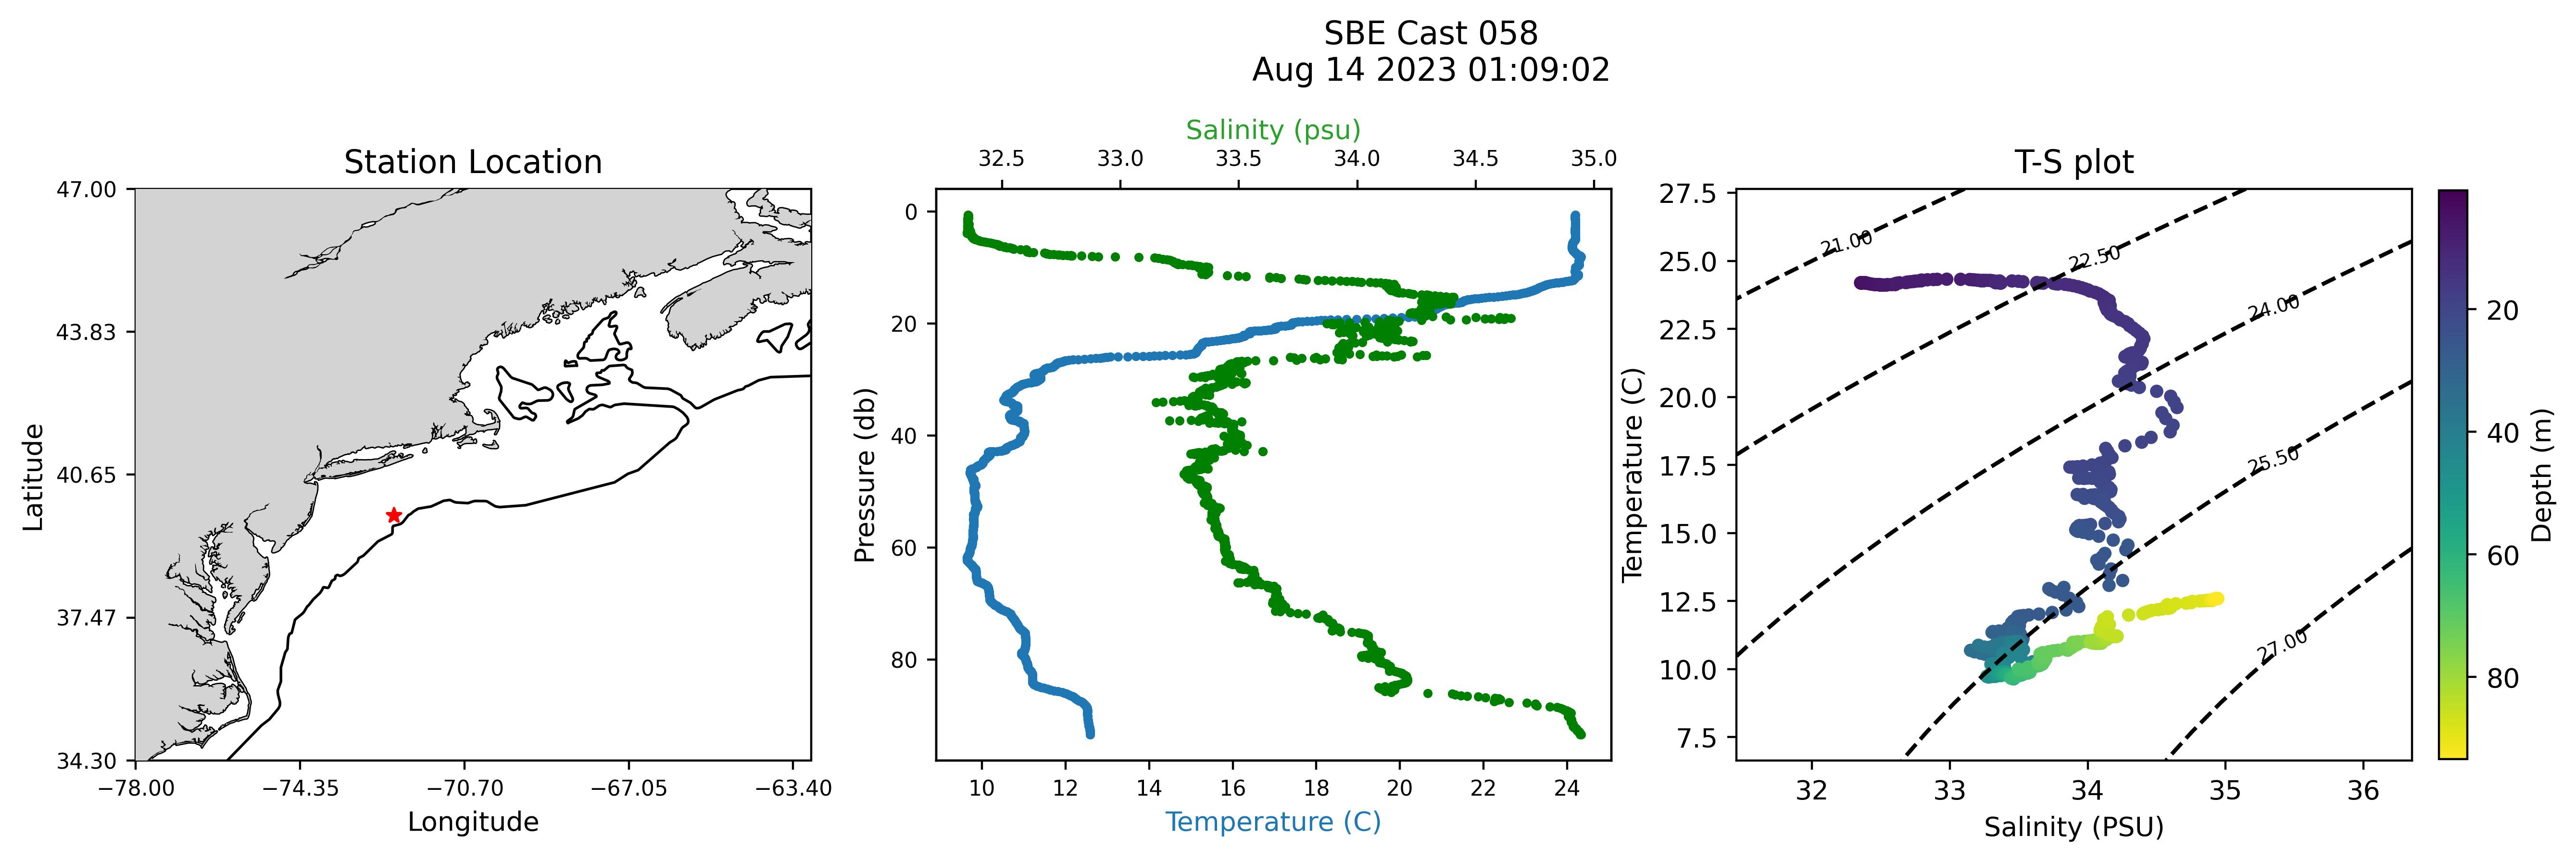 SBE Cast 058
Aug 14 2023 01:09:02
Station Location
47.00
43.83
40.65
37.47
34.30
Latitude
−78.00 −74.35 −70.70 −67.05 −63.40
Longitude
Salinity (psu)
32.5 33.0 33.5 34.0 34.5 35.0
0
20
40
60
80
Pressure (db)
10 12 14 16 18 20 22 24
Temperature (C)
T-S plot
27.5
25.0
22.5
20.0
17.5
15.0
12.5
10.0
7.5
Temperature (C)
21.00
22.50
24.00
25.50
27.00
32 33 34 35 36
Salinity (PSU)
20
40
60
80
Depth (m)